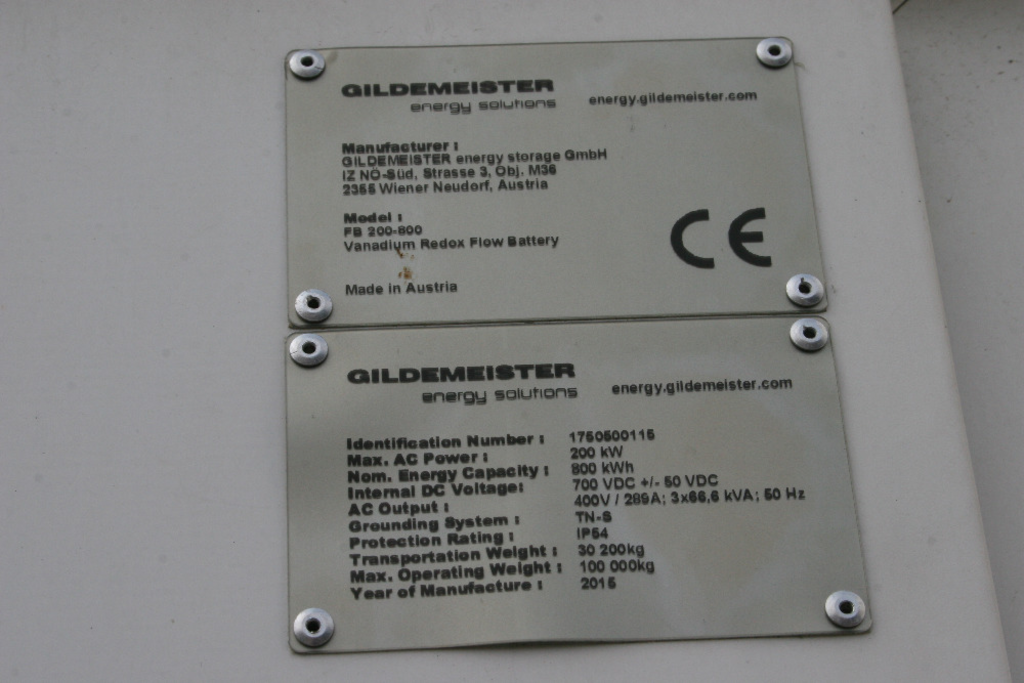 GILDEMEISTER
energy solutions energy.gildemeister.com
Manufacturer :
GILDEMEISTER energy storage GmbH
IZ NÖ-Süd, Strasse 3, Obj. M36
2355 Wiener Neudorf, Austria
Model :
FB 200-800
Vanadium Redox Flow Battery
Made in Austria
CE
GILDEMEISTER
energy solutions energy.gildemeister.com
Identification Number : 1750500115
Max. AC Power : 200 kW
Nom. Energy Capacity : 800 kWh
Internal DC Voltage: 700 VDC +/- 50 VDC
AC Output : 400V / 289A; 3x66,6 kVA; 50 Hz
Grounding System : TN-S
Protection Rating : IP54
Transportation Weight : 30 200kg
Max. Operating Weight : 100 000kg
Year of Manufacture : 2015